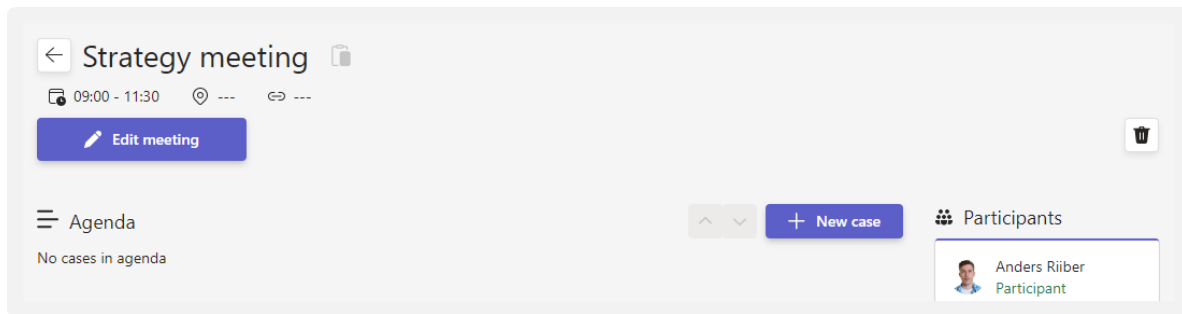 Strategy meeting
09:00 - 11:30 --- ---
Edit meeting
Agenda
New case
No cases in agenda
Participants
Anders Riiber
Participant